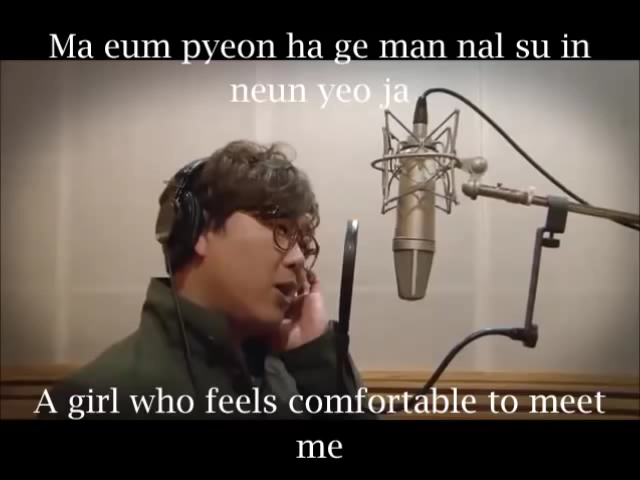 Ma eum pyeon ha ge man nal su in
neun yeo ja
A girl who feels comfortable to meet
me